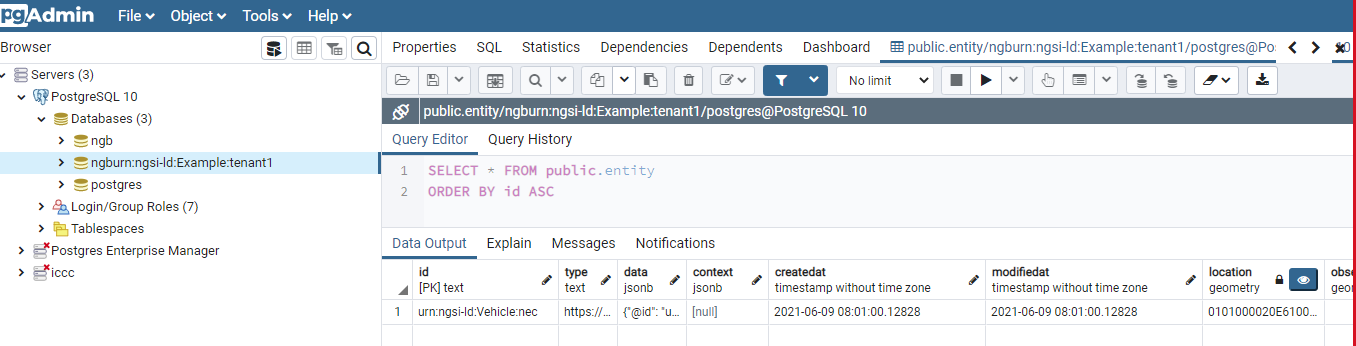 pgAdmin File Object Tools Help
Browser
Properties SQL Statistics Dependencies Dependents Dashboard public.entity/ngburn:ngsi-ld:Example:tenant1/postgres@Po
Servers (3)
PostgreSQL 10
Databases (3)
ngb
ngburn:ngsi-ld:Example:tenant1
postgres
Login/Group Roles (7)
Tablespaces
Postgres Enterprise Manager
iccc
No limit
public.entity/ngburn:ngsi-ld:Example:tenant1/postgres@PostgreSQL 10
Query Editor Query History
1 SELECT * FROM public.entity
2 ORDER BY id ASC
Data Output Explain Messages Notifications
id type data context createdat modifiedat location obse
[PK] text text jsonb jsonb timestamp without time zone timestamp without time zone geometry geom
1 urn:ngsi-ld:Vehicle:nec https://... {"@id": "u... [null] 2021-06-09 08:01:00.12828 2021-06-09 08:01:00.12828 0101000020E6100...